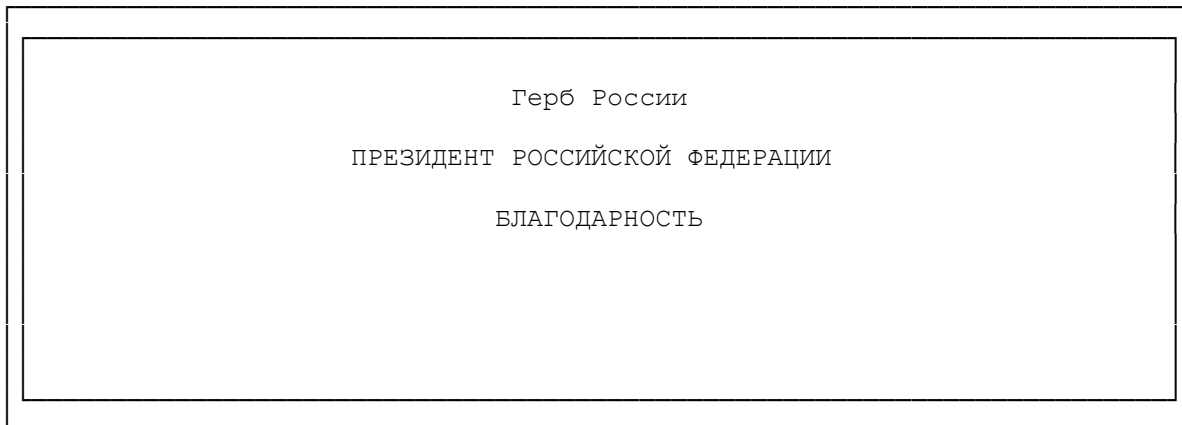 Герб России
ПРЕЗИДЕНТ РОССИЙСКОЙ ФЕДЕРАЦИИ
БЛАГОДАРНОСТЬ